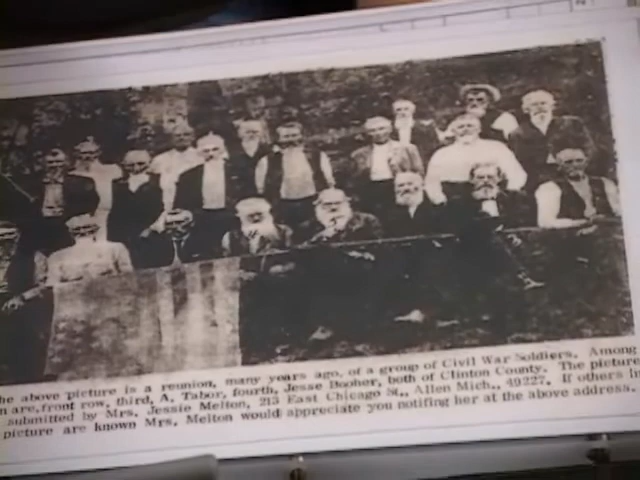 he above picture is a reunion, many years ago, of a group of Civil War Soldiers. Among
n are, front row, third, A. Tabor, fourth, Jesse Booher, both of Clinton County. The picture
submitted by Mrs. Jessie Melton, 213 East Chicago St., Allen Mich., 49227. If others in
picture are known Mrs. Melton would appreciate you notifing her at the above address.